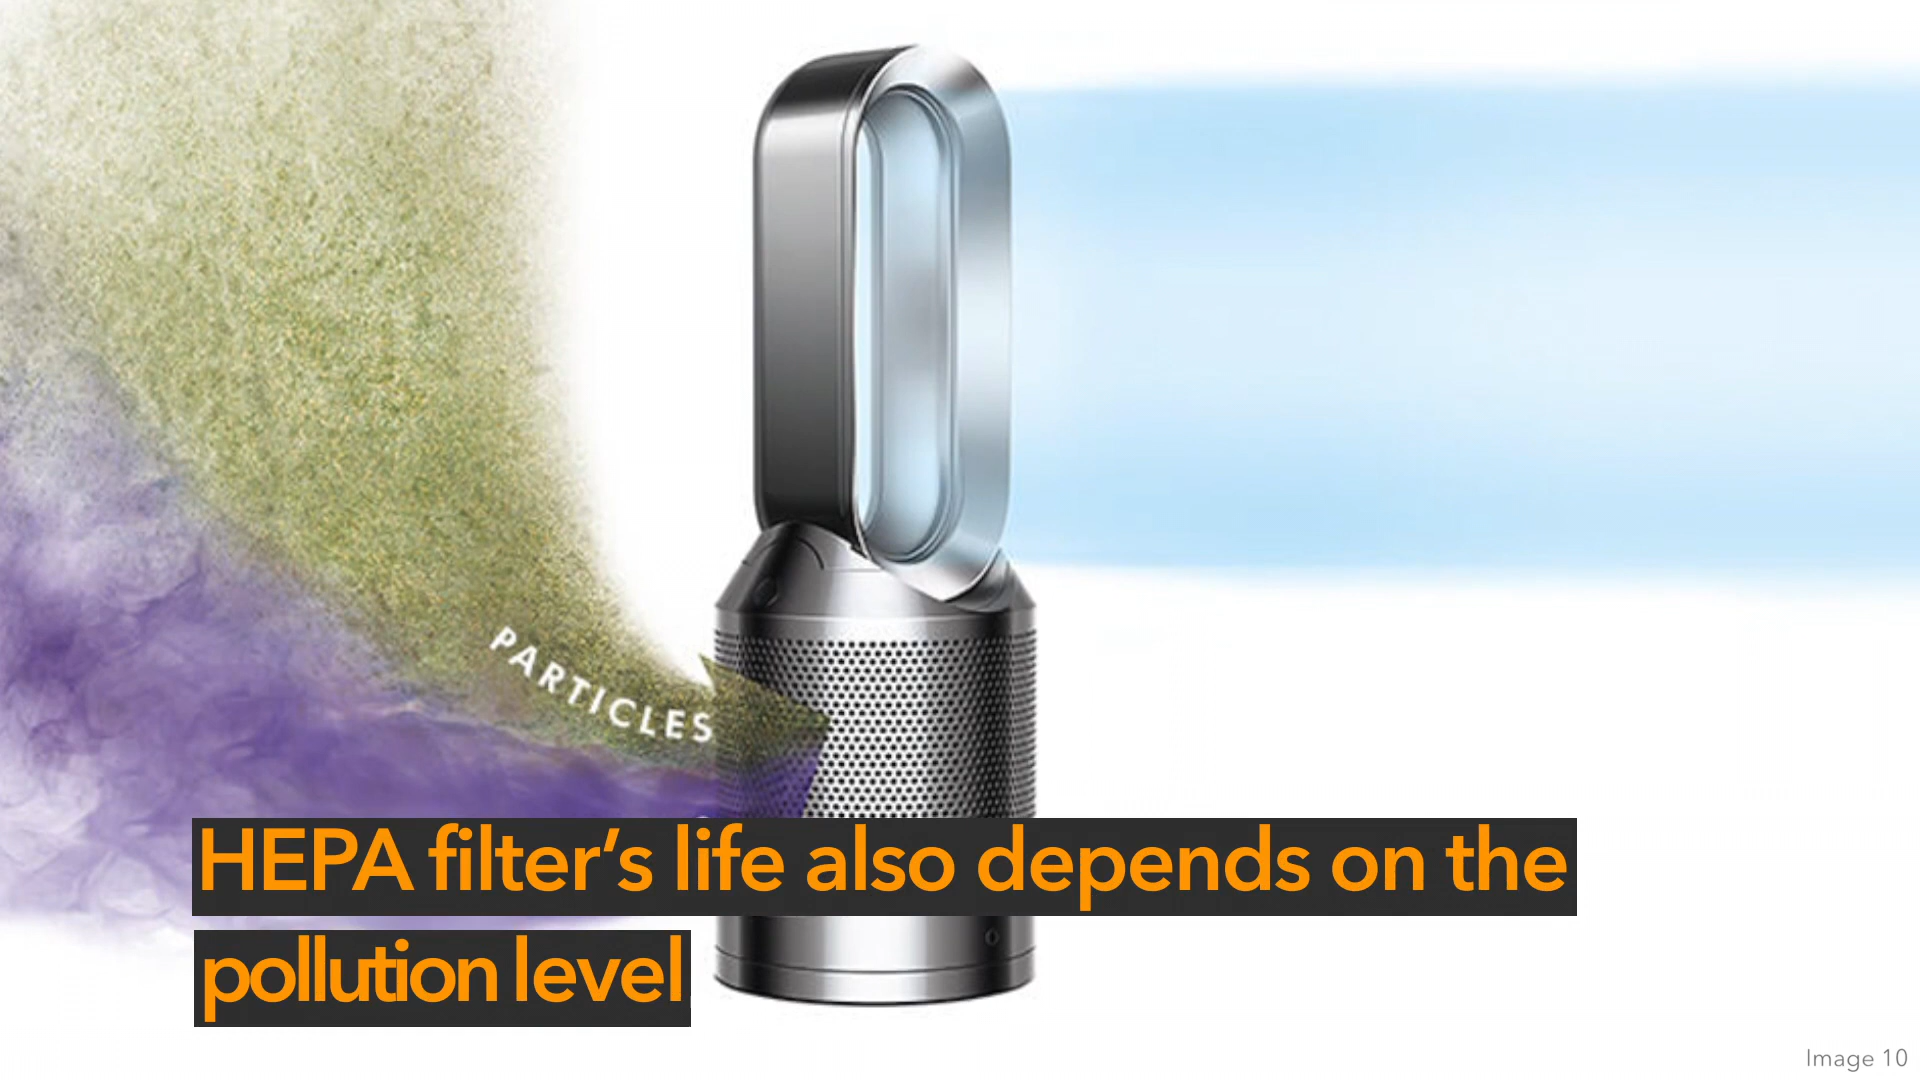 PARTICLES
HEPA filter’s life also depends on the
pollution level
Image 10